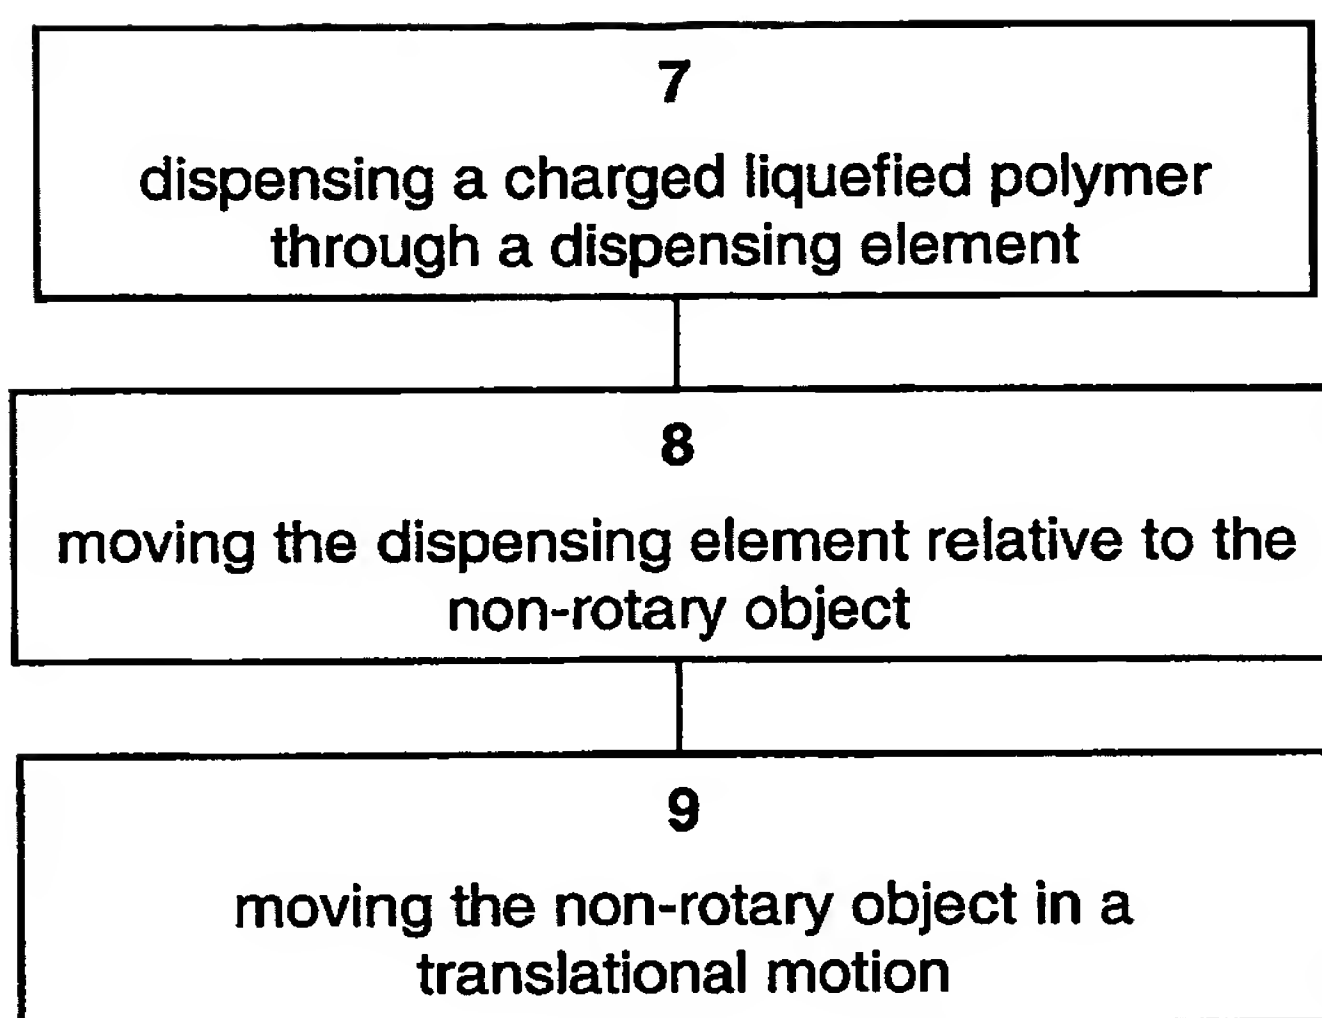 7
dispensing a charged liquefied polymer
through a dispensing element
8
moving the dispensing element relative to the
non-rotary object
9
moving the non-rotary object in a
translational motion